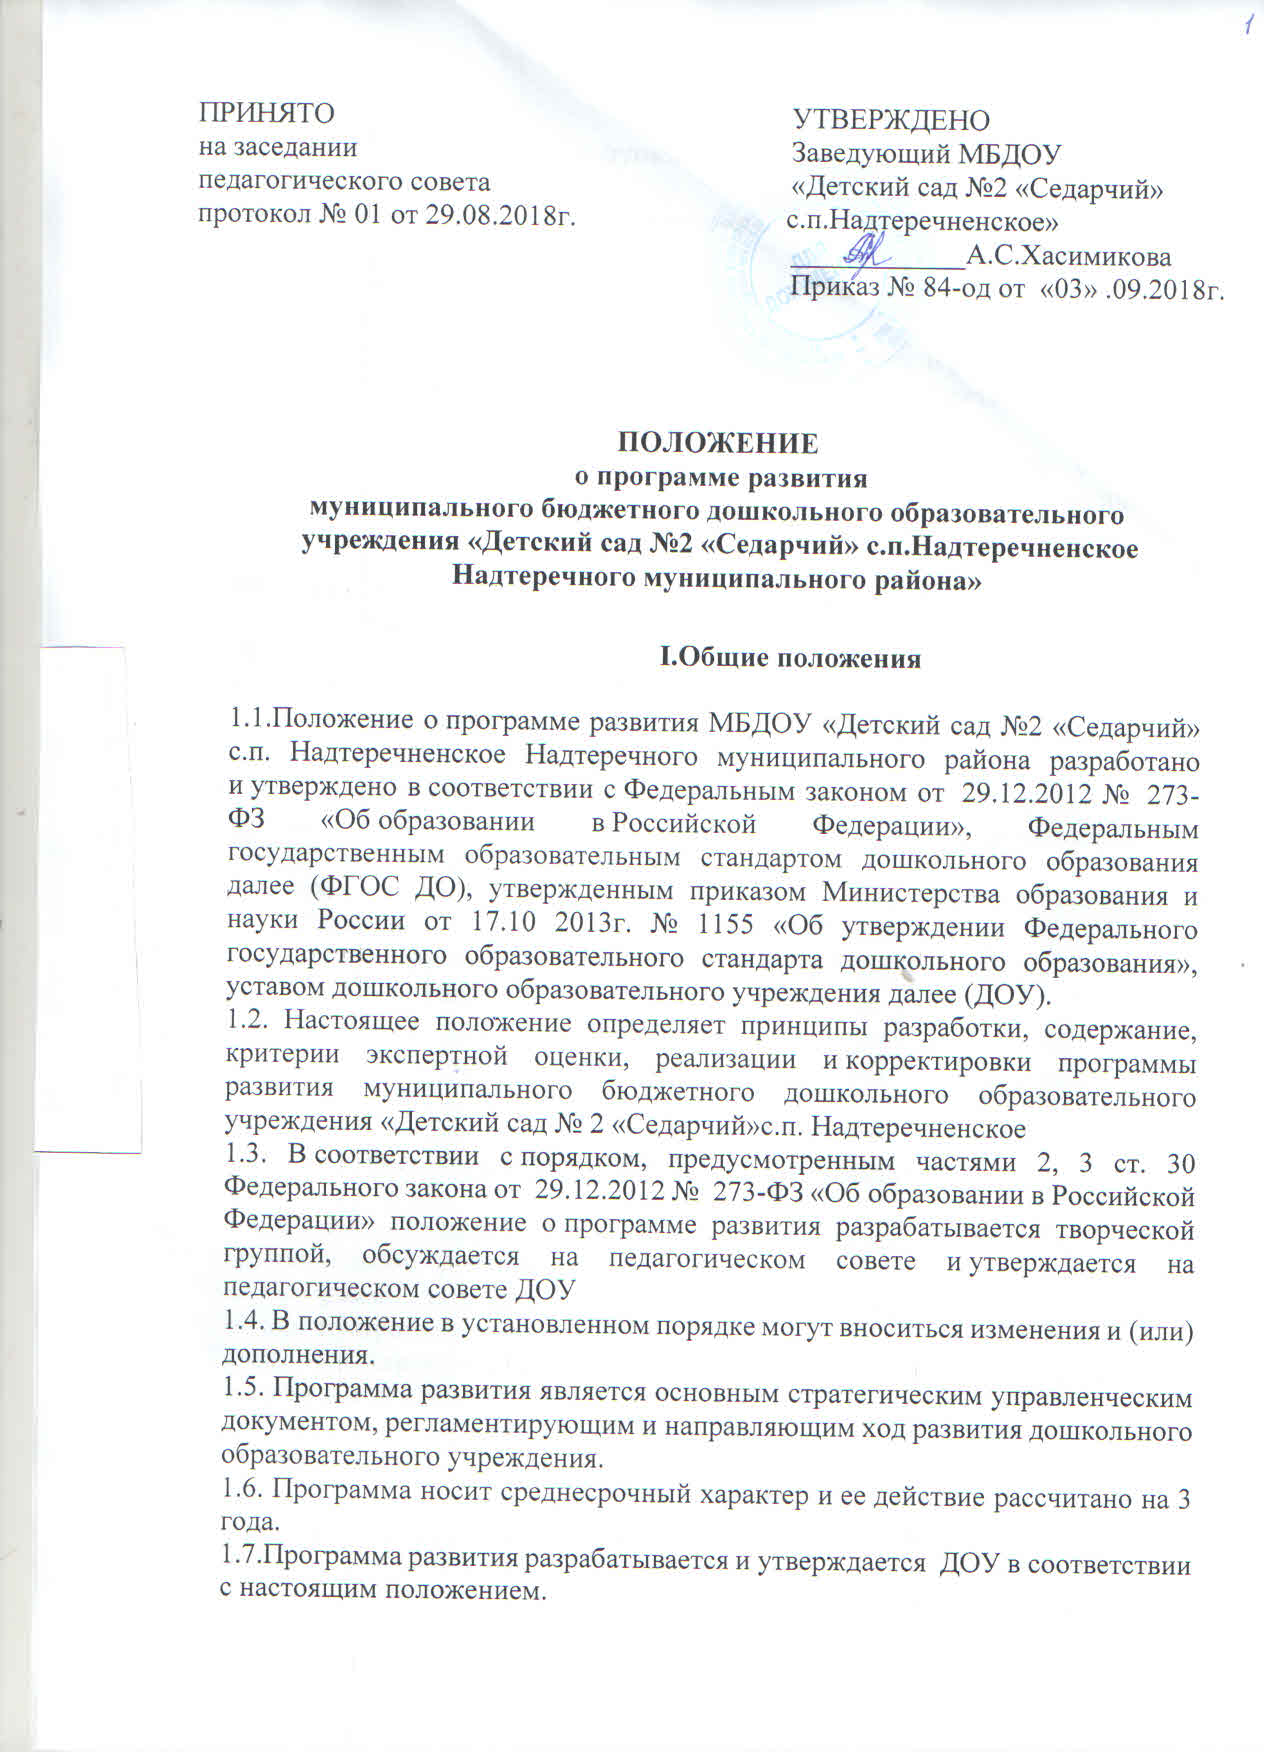 1
ПРИНЯТО
на заседании
педагогического совета
протокол № 01 от 29.08.2018г.
УТВЕРЖДЕНО
Заведующий МБДОУ
«Детский сад №2 «Седарчий»
с.п.Надтеречненское»
____________А.С.Хасимикова
Приказ № 84-од от «03» .09.2018г.
ПОЛОЖЕНИЕ
о программе развития
муниципального бюджетного дошкольного образовательного
учреждения «Детский сад №2 «Седарчий» с.п.Надтеречненское
Надтеречного муниципального района»
I.Общие положения
1.1.Положение о программе развития МБДОУ «Детский сад №2 «Седарчий»
с.п. Надтеречненское Надтеречного муниципального района разработано
и утверждено в соответствии с Федеральным законом от 29.12.2012 № 273-
ФЗ «Об образовании в Российской Федерации», Федеральным
государственным образовательным стандартом дошкольного образования
далее (ФГОС ДО), утвержденным приказом Министерства образования и
науки России от 17.10 2013г. № 1155 «Об утверждении Федерального
государственного образовательного стандарта дошкольного образования»,
уставом дошкольного образовательного учреждения далее (ДОУ).
1.2. Настоящее положение определяет принципы разработки, содержание,
критерии экспертной оценки, реализации и корректировки программы
развития муниципального бюджетного дошкольного образовательного
учреждения «Детский сад № 2 «Седарчий»с.п. Надтеречненское
1.3. В соответствии с порядком, предусмотренным частями 2, 3 ст. 30
Федерального закона от 29.12.2012 № 273-ФЗ «Об образовании в Российской
Федерации» положение о программе развития разрабатывается творческой
группой, обсуждается на педагогическом совете и утверждается на
педагогическом совете ДОУ
1.4. В положение в установленном порядке могут вноситься изменения и (или)
дополнения.
1.5. Программа развития является основным стратегическим управленческим
документом, регламентирующим и направляющим ход развития дошкольного
образовательного учреждения.
1.6. Программа носит среднесрочный характер и ее действие рассчитано на 3
года.
1.7.Программа развития разрабатывается и утверждается ДОУ в соответствии
с настоящим положением.